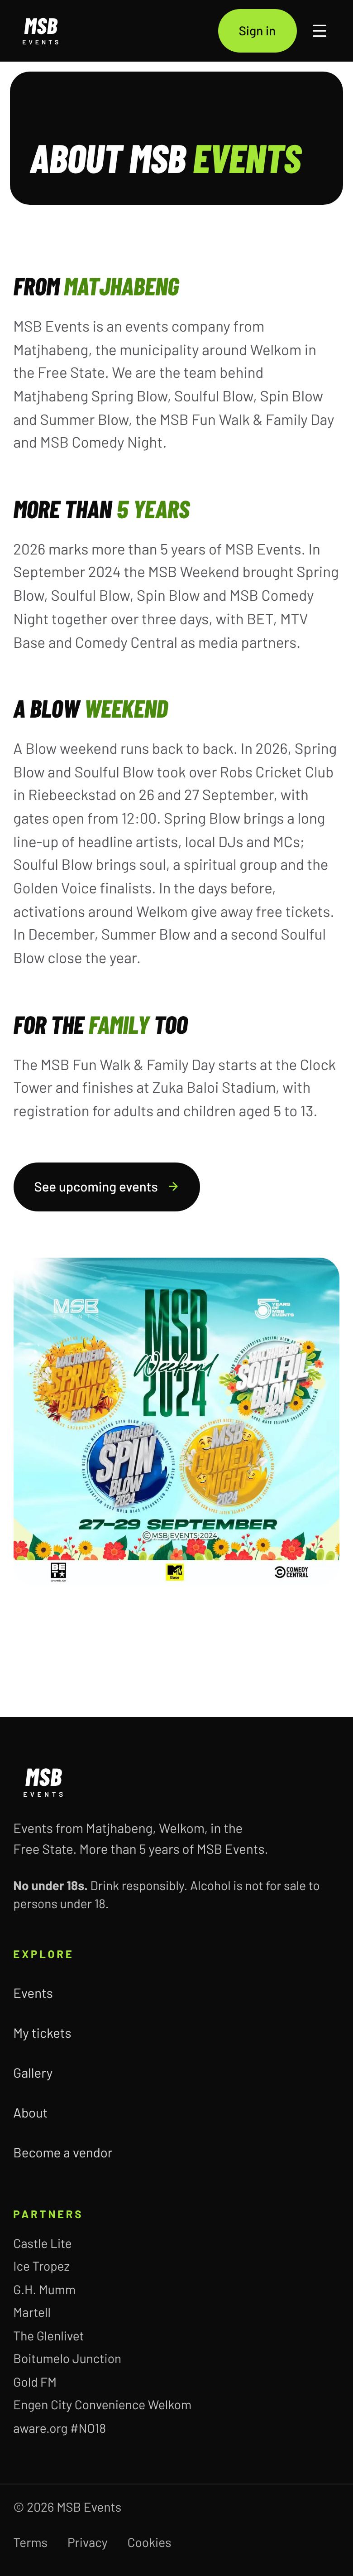 MSB
EVENTS
Sign in
ABOUT MSB EVENTS
FROM MATJHABENG
MSB Events is an events company from
Matjhabeng, the municipality around Welkom in
the Free State. We are the team behind
Matjhabeng Spring Blow, Soulful Blow, Spin Blow
and Summer Blow, the MSB Fun Walk & Family Day
and MSB Comedy Night.
MORE THAN 5 YEARS
2026 marks more than 5 years of MSB Events. In
September 2024 the MSB Weekend brought Spring
Blow, Soulful Blow, Spin Blow and MSB Comedy
Night together over three days, with BET, MTV
Base and Comedy Central as media partners.
A BLOW WEEKEND
A Blow weekend runs back to back. In 2026, Spring
Blow and Soulful Blow took over Robs Cricket Club
in Riebeeckstad on 26 and 27 September, with
gates open from 12:00. Spring Blow brings a long
line-up of headline artists, local DJs and MCs;
Soulful Blow brings soul, a spiritual group and the
Golden Voice finalists. In the days before,
activations around Welkom give away free tickets.
In December, Summer Blow and a second Soulful
Blow close the year.
FOR THE FAMILY TOO
The MSB Fun Walk & Family Day starts at the Clock
Tower and finishes at Zuka Baloi Stadium, with
registration for adults and children aged 5 to 13.
See upcoming events
MSB
5 YEARS
MSB
Weekend
2024
MATJHABENG
SPRING
BLOW
2024
MATJHABENG
SOULFUL
BLOW
MATJHABENG
SPIN
BLOW
2024
MSB
COMEDY
NIGHT
2024
27–29 SEPTEMBER
© MSB EVENTS 2024
COMEDY
CENTRAL
MSB
EVENTS
Events from Matjhabeng, Welkom, in the
Free State. More than 5 years of MSB Events.
No under 18s. Drink responsibly. Alcohol is not for sale to
persons under 18.
EXPLORE
Events
My tickets
Gallery
About
Become a vendor
PARTNERS
Castle Lite
Ice Tropez
G.H. Mumm
Martell
The Glenlivet
Boitumelo Junction
Gold FM
Engen City Convenience Welkom
aware.org #NO18
© 2026 MSB Events
Terms Privacy Cookies